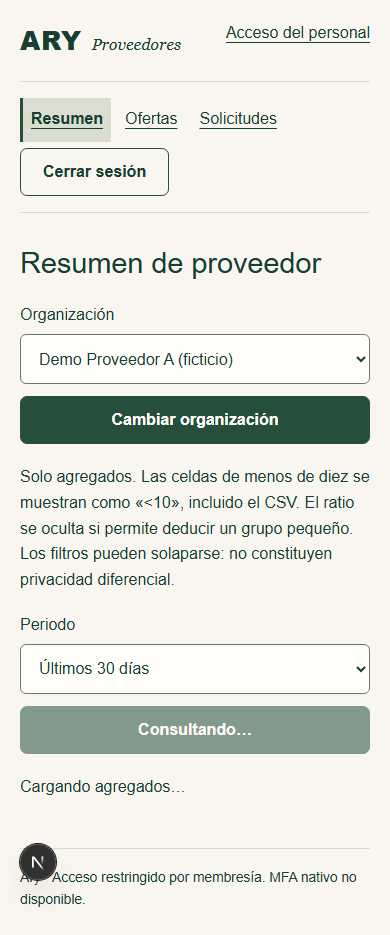 ARY Proveedores
Acceso del personal
Resumen
Ofertas
Solicitudes
Cerrar sesión
Resumen de proveedor
Organización
Demo Proveedor A (ficticio)
Cambiar organización
Solo agregados. Las celdas de menos de diez se
muestran como «<10», incluido el CSV. El ratio
se oculta si permite deducir un grupo pequeño.
Los filtros pueden solaparse: no constituyen
privacidad diferencial.
Periodo
Últimos 30 días
Consultando…
Cargando agregados…
N
Acceso restringido por membresía. MFA nativo no
disponible.